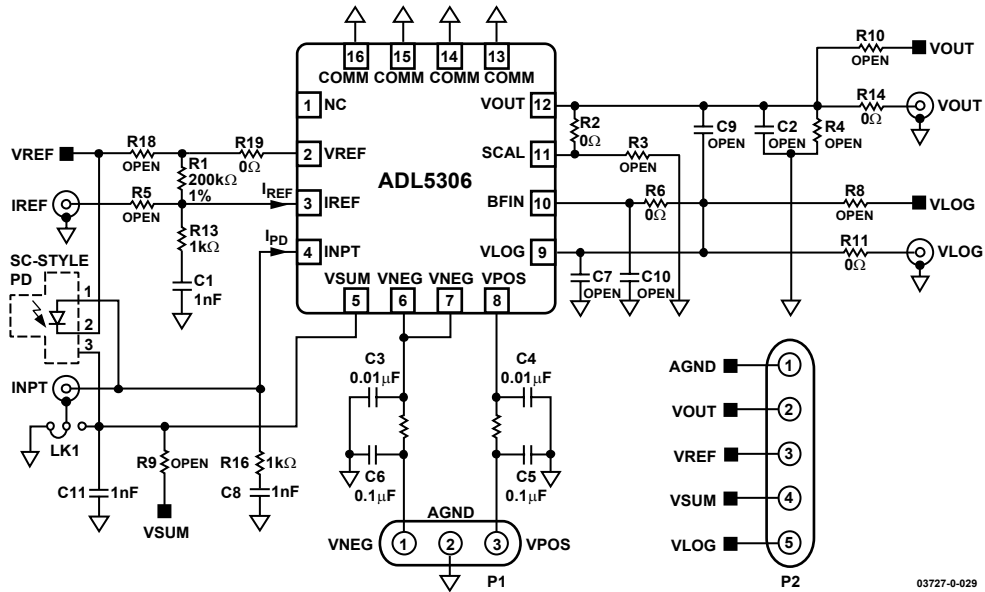 16 15 14 13
COMM COMM COMM COMM
1 NC
VOUT 12
R10
OPEN
VOUT
R14
0Ω
VOUT
R2
0Ω
C9
OPEN
C2
OPEN
R4
OPEN
VREF
R18
OPEN
R19
0Ω
2 VREF
SCAL 11
R3
OPEN
R1
200kΩ
1%
ADL5306
IREF
R5
OPEN
IREF
3 IREF
BFIN 10
R6
0Ω
R8
OPEN
VLOG
R13
1kΩ
IPD
4 INPT
VLOG 9
R11
0Ω
VLOG
C1
1nF
VSUM VNEG VNEG VPOS
5 6 7 8
C7
OPEN
C10
OPEN
SC-STYLE
PD
1
2
3
INPT
LK1
C3
0.01µF
C4
0.01µF
R9 OPEN
R16 1kΩ
C6
0.1µF
C5
0.1µF
C11 1nF
C8 1nF
VSUM
AGND
VNEG 1 2 3 VPOS
P1
AGND 1
VOUT 2
VREF 3
VSUM 4
VLOG 5
P2
03727-0-029